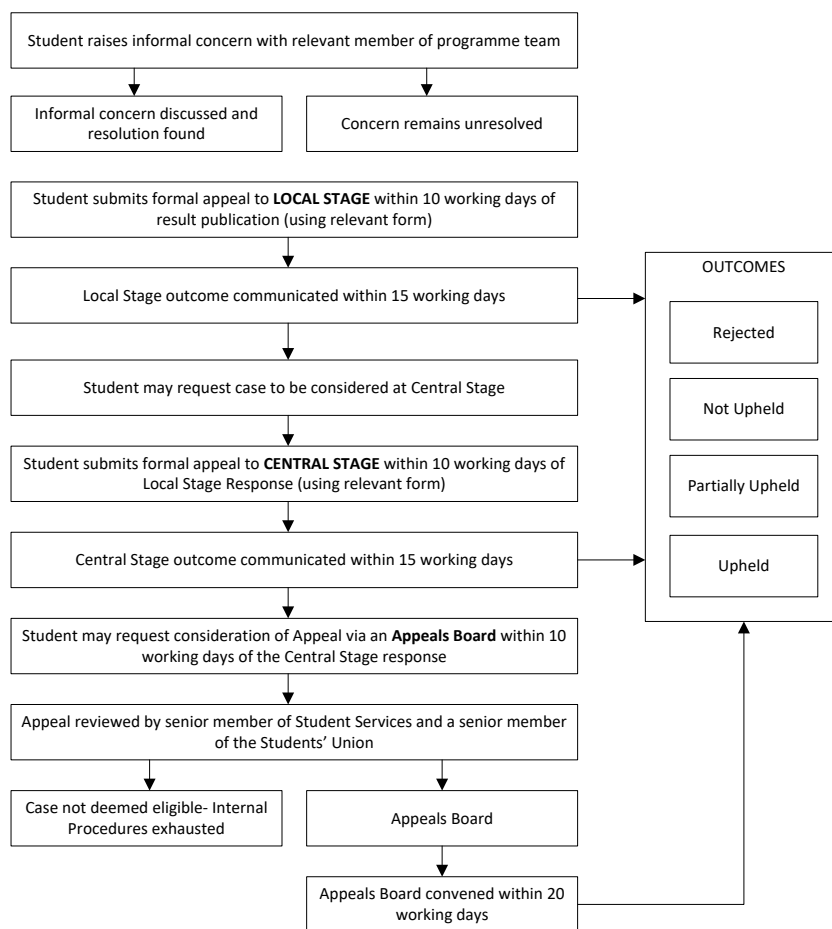 Student raises informal concern with relevant member of programme team
Informal concern discussed and
resolution found
Concern remains unresolved
Student submits formal appeal to LOCAL STAGE within 10 working days of
result publication (using relevant form)
Local Stage outcome communicated within 15 working days
Student may request case to be considered at Central Stage
Student submits formal appeal to CENTRAL STAGE within 10 working days of
Local Stage Response (using relevant form)
Central Stage outcome communicated within 15 working days
Student may request consideration of Appeal via an Appeals Board within 10
working days of the Central Stage response
Appeal reviewed by senior member of Student Services and a senior member
of the Students’ Union
Case not deemed eligible- Internal
Procedures exhausted
Appeals Board
Appeals Board convened within 20
working days
OUTCOMES
Rejected
Not Upheld
Partially Upheld
Upheld